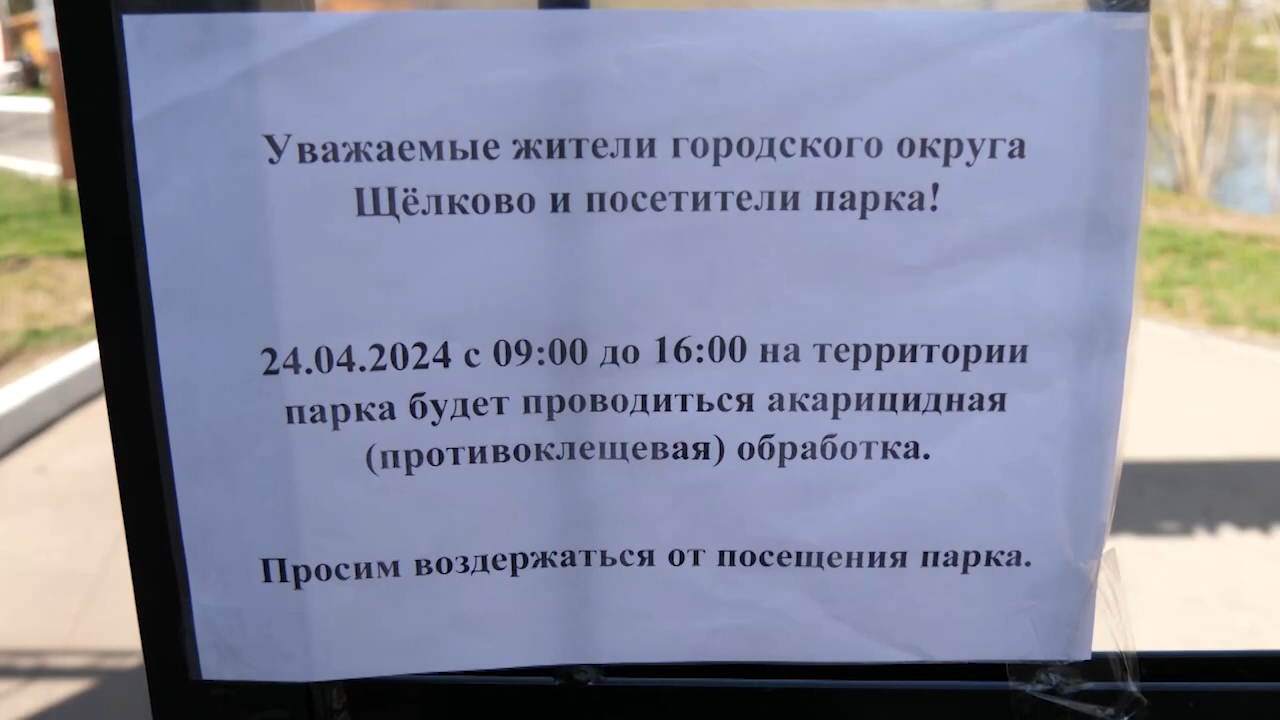 Уважаемые жители городского округа
Щёлково и посетители парка!
24.04.2024 с 09:00 до 16:00 на территории
парка будет проводиться акарицидная
(противоклещевая) обработка.
Просим воздержаться от посещения парка.